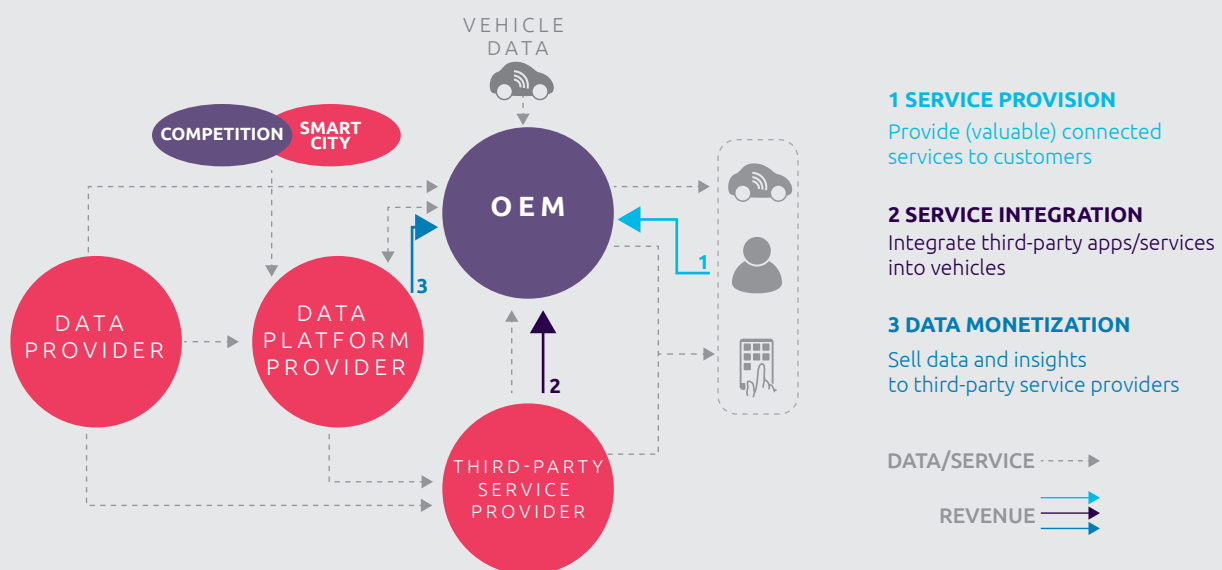 VEHICLE
DATA
COMPETITION
SMART
CITY
OEM
1
3
DATA
PROVIDER
DATA
PLATFORM
PROVIDER
2
THIRD-PARTY
SERVICE
PROVIDER
1 SERVICE PROVISION
Provide (valuable) connected
services to customers
2 SERVICE INTEGRATION
Integrate third-party apps/services
into vehicles
3 DATA MONETIZATION
Sell data and insights
to third-party service providers
DATA/SERVICE
REVENUE